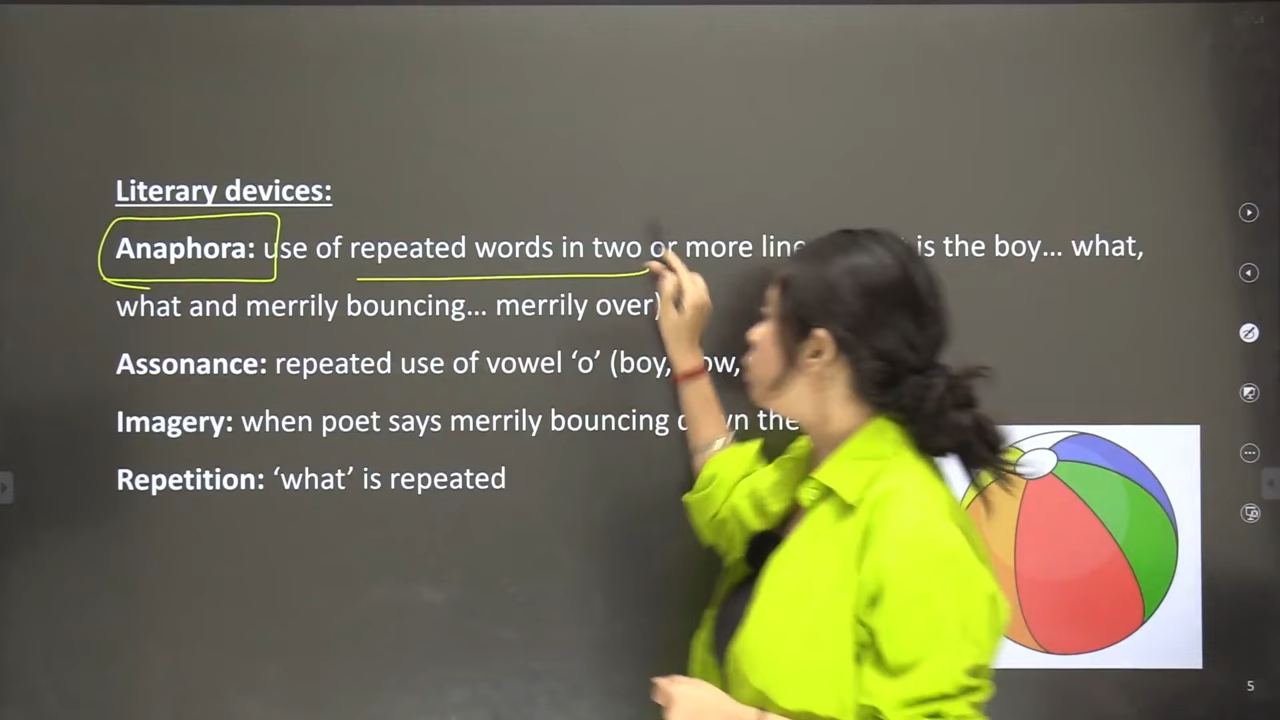 Literary devices:
Anaphora: use of repeated words in two or more is the boy... what,
what and merrily bouncing... merrily over)
Assonance: repeated use of vowel ‘o’ (boy,
Imagery: when poet says merrily bouncing down the
Repetition: ‘what’ is repeated
5